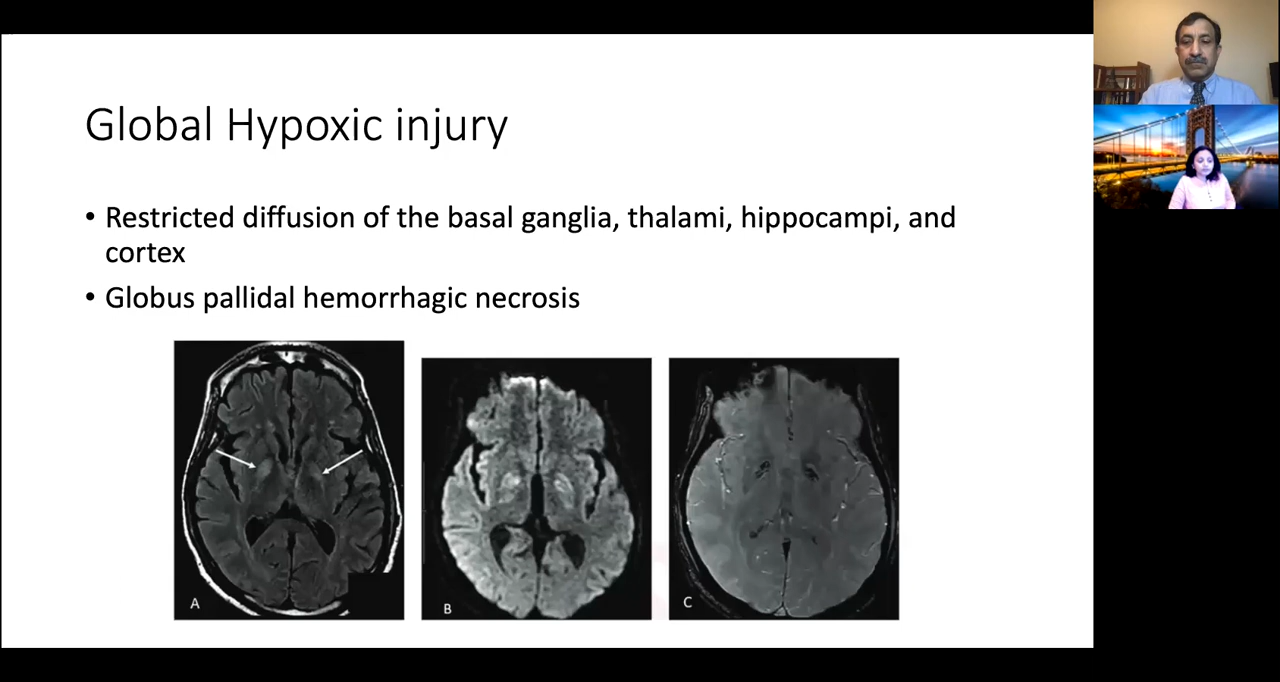 Global Hypoxic injury
• Restricted diffusion of the basal ganglia, thalami, hippocampi, and
cortex
• Globus pallidal hemorrhagic necrosis
A
B
C